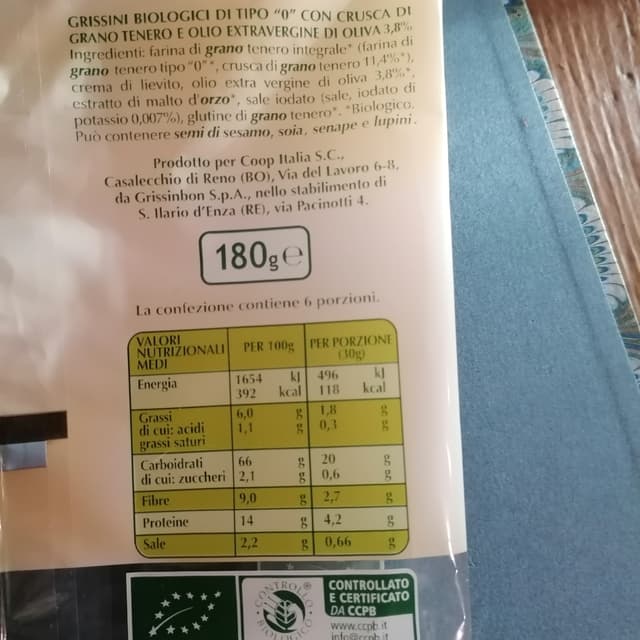 GRISSINI BIOLOGICI DI TIPO "0" CON CRUSCA DI
GRANO TENERO E OLIO EXTRAVERGINE DI OLIVA 3,8%
Ingredienti: farina di grano tenero integrale* (farina di
grano tenero tipo "0"*, crusca di grano tenero 11,4%*),
crema di lievito, olio extra vergine di oliva 3,8%*,
estratto di malto d'orzo*, sale iodato (sale, iodato di
potassio 0,007%), glutine di grano tenero*. *Biologico.
Può contenere semi di sesamo, soia, senape e lupini.
Prodotto per Coop Italia S.C.,
Casalecchio di Reno (BO), Via del Lavoro 6-8,
da Grissinbon S.p.A., nello stabilimento di
S. Ilario d'Enza (RE), via Pacinotti 4.
180g e
La confezione contiene 6 porzioni.
VALORI NUTRIZIONALI MEDI PER 100g PER PORZIONE (30g)
Energia 1654 kJ 496 kJ
392 kcal 118 kcal
Grassi 6,0 g 1,8 g
di cui: acidi grassi saturi 1,1 g 0,3 g
Carboidrati 66 g 20 g
di cui: zuccheri 2,1 g 0,6 g
Fibre 9,0 g 2,7 g
Proteine 14 g 4,2 g
Sale 2,2 g 0,66 g
CONTROLLO BIOLOGICO
CONTROLLATO
E CERTIFICATO
DA CCPB
www.ccpb.it
info@ccpb.it